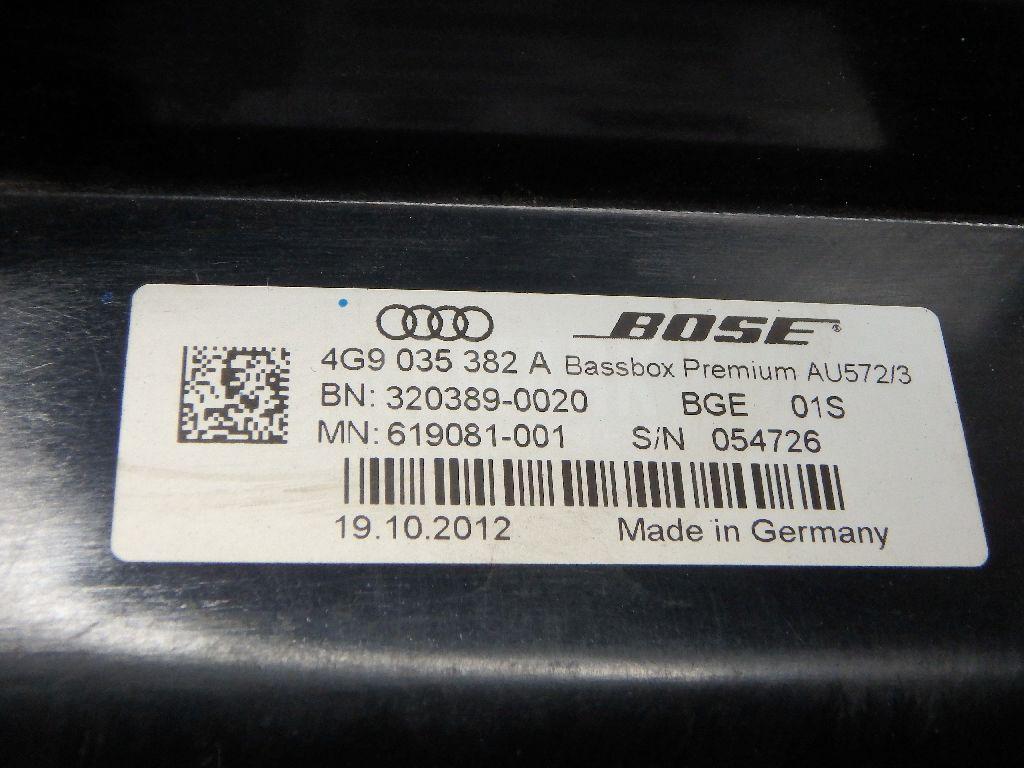 BOSE®
4G9 035 382 A Bassbox Premium AU572/3
BN: 320389-0020 BGE 01S
MN: 619081-001 S/N 054726
19.10.2012 Made in Germany